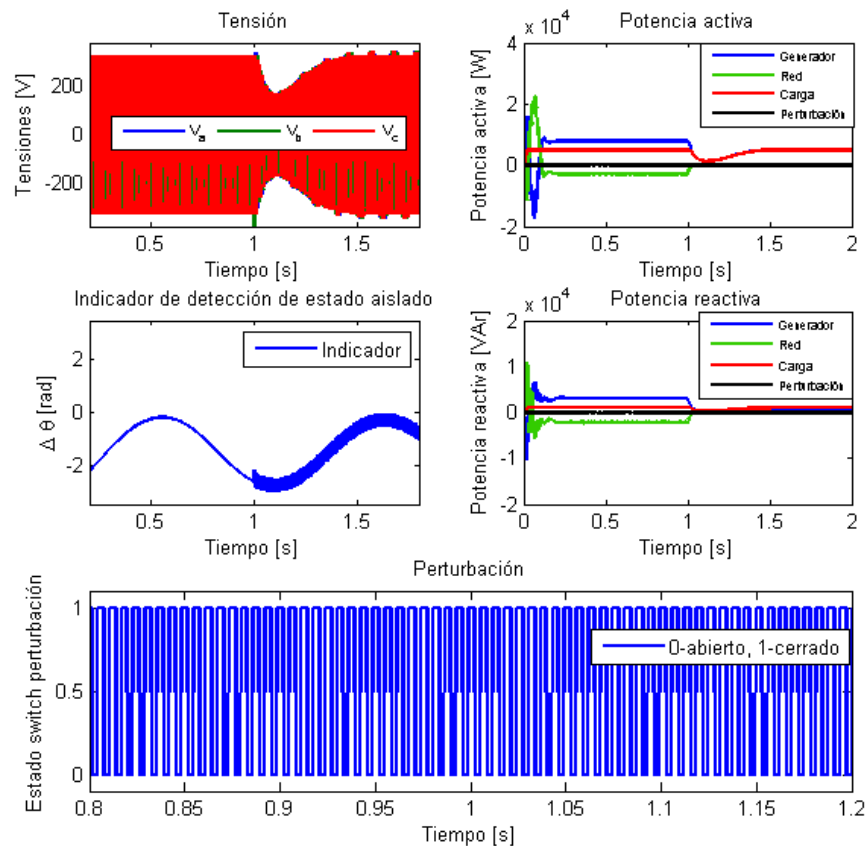 Tensión
Tensiones [V]
200
0
-200
V_a
V_b
V_c
0.5
1
1.5
Tiempo [s]
Potencia activa
x 10^4
Potencia activa [W]
4
2
0
-2
Generador
Red
Carga
Perturbación
0
0.5
1
1.5
2
Tiempo [s]
Indicador de detección de estado aislado
Δ θ [rad]
2
0
-2
Indicador
0.5
1
1.5
Tiempo [s]
Potencia reactiva
x 10^4
Potencia reactiva [VAr]
2
1
0
-1
-2
Generador
Red
Carga
Perturbación
0
0.5
1
1.5
2
Tiempo [s]
Perturbación
Estado switch perturbación
1
0.5
0
0-abierto, 1-cerrado
0.8
0.85
0.9
0.95
1
1.05
1.1
1.15
1.2
Tiempo [s]